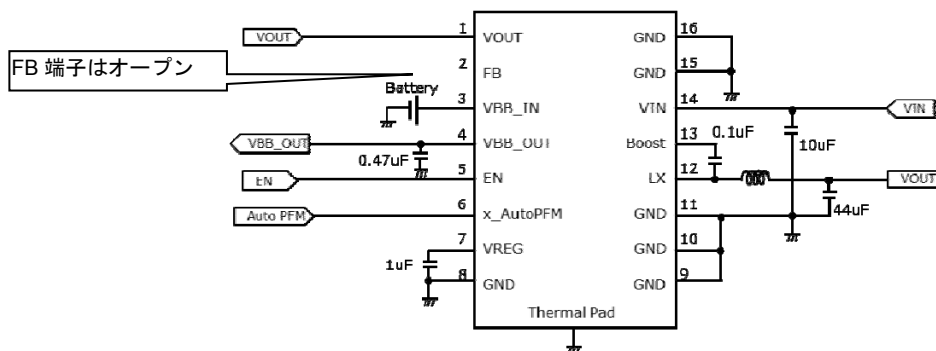 VOUT
1
VOUT
FB 端子はオープン
2
FB
Battery
3
VBB_IN
VBB_OUT
4
VBB_OUT
0.47uF
EN
5
EN
Auto PFM
6
x_AutoPFM
7
VREG
1uF
8
GND
Thermal Pad
GND
16
GND
15
VIN
14
VIN
Boost
13
0.1uF
10uF
LX
12
VOUT
44uF
GND
11
GND
10
GND
9